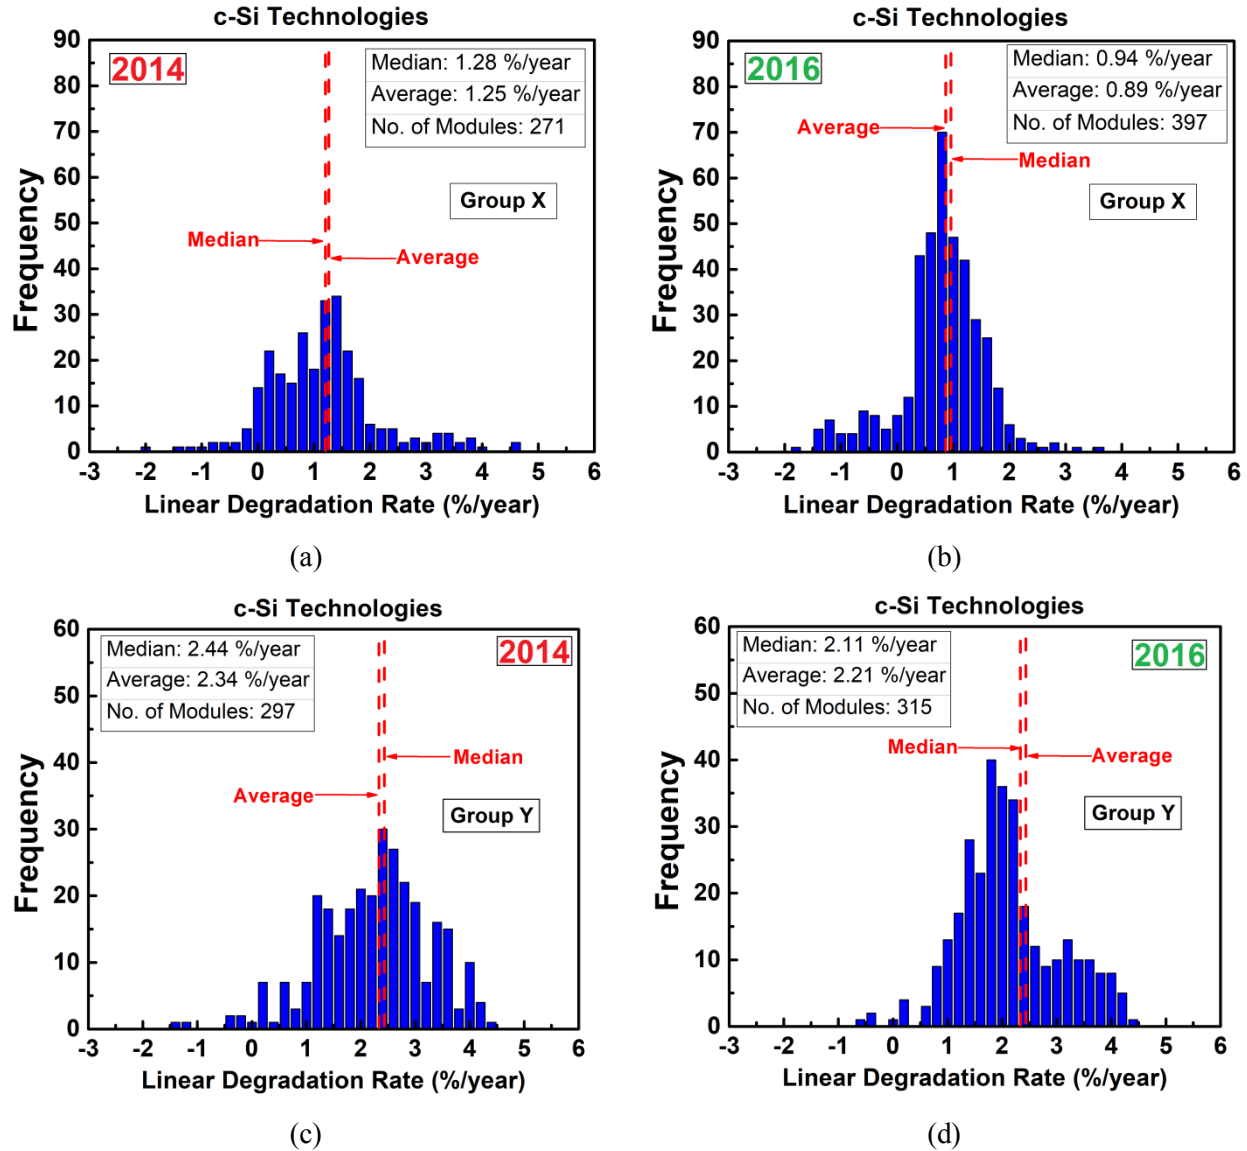 c-Si Technologies
90
80
70
60
50
40
30
20
10
0
Frequency
2014
Median: 1.28 %/year
Average: 1.25 %/year
No. of Modules: 271
Group X
Median
Average
-3 -2 -1 0 1 2 3 4 5 6
Linear Degradation Rate (%/year)
(a)
c-Si Technologies
90
80
70
60
50
40
30
20
10
0
Frequency
2016
Median: 0.94 %/year
Average: 0.89 %/year
No. of Modules: 397
Average
Median
Group X
-3 -2 -1 0 1 2 3 4 5 6
Linear Degradation Rate (%/year)
(b)
c-Si Technologies
60
50
40
30
20
10
0
Frequency
Median: 2.44 %/year
Average: 2.34 %/year
No. of Modules: 297
2014
Median
Average
Group Y
-3 -2 -1 0 1 2 3 4 5 6
Linear Degradation Rate (%/year)
(c)
c-Si Technologies
60
50
40
30
20
10
0
Frequency
Median: 2.11 %/year
Average: 2.21 %/year
No. of Modules: 315
2016
Median
Average
Group Y
-3 -2 -1 0 1 2 3 4 5 6
Linear Degradation Rate (%/year)
(d)